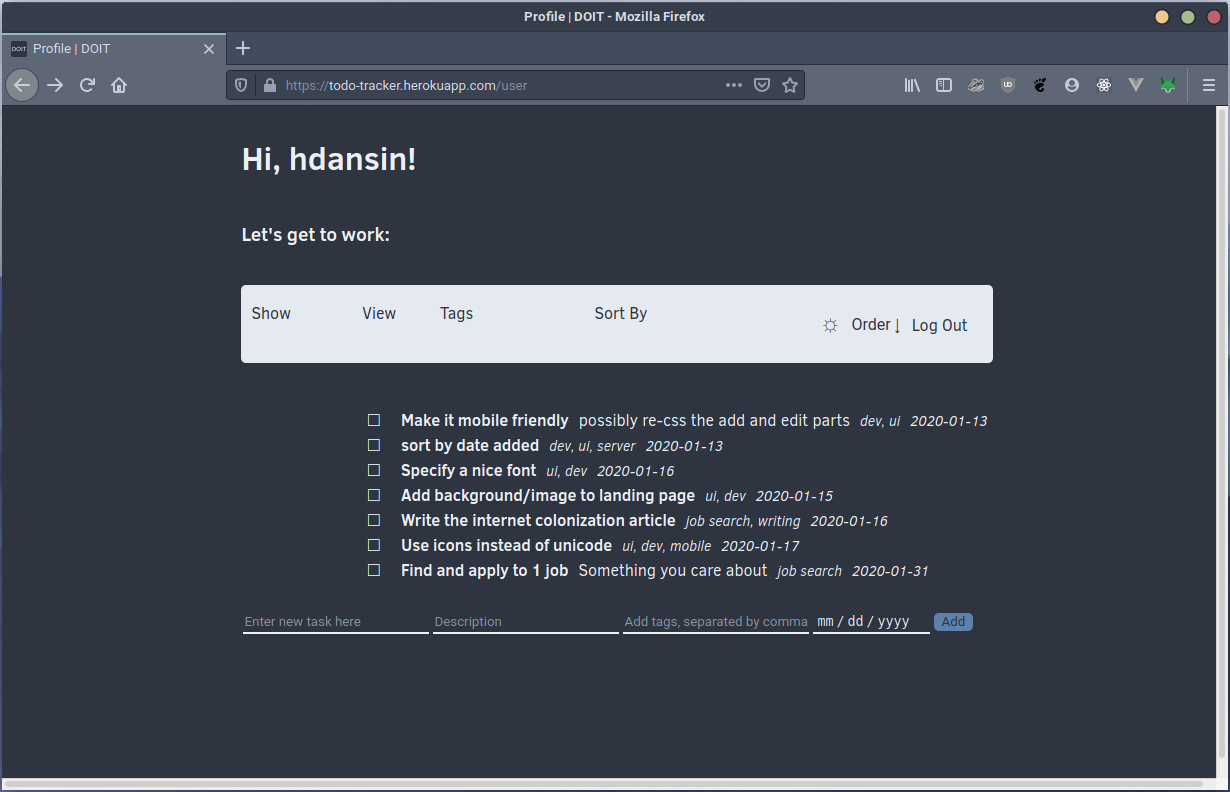 Profile | DOIT - Mozilla Firefox
DOIT Profile | DOIT
https://todo-tracker.herokuapp.com/user
Hi, hdansin!
Let's get to work:
Show View Tags Sort By
Order↓ Log Out
Make it mobile friendly possibly re-css the add and edit parts dev, ui 2020-01-13
sort by date added dev, ui, server 2020-01-13
Specify a nice font ui, dev 2020-01-16
Add background/image to landing page ui, dev 2020-01-15
Write the internet colonization article job search, writing 2020-01-16
Use icons instead of unicode ui, dev, mobile 2020-01-17
Find and apply to 1 job Something you care about job search 2020-01-31
Enter new task here Description Add tags, separated by comma mm / dd / yyyy Add